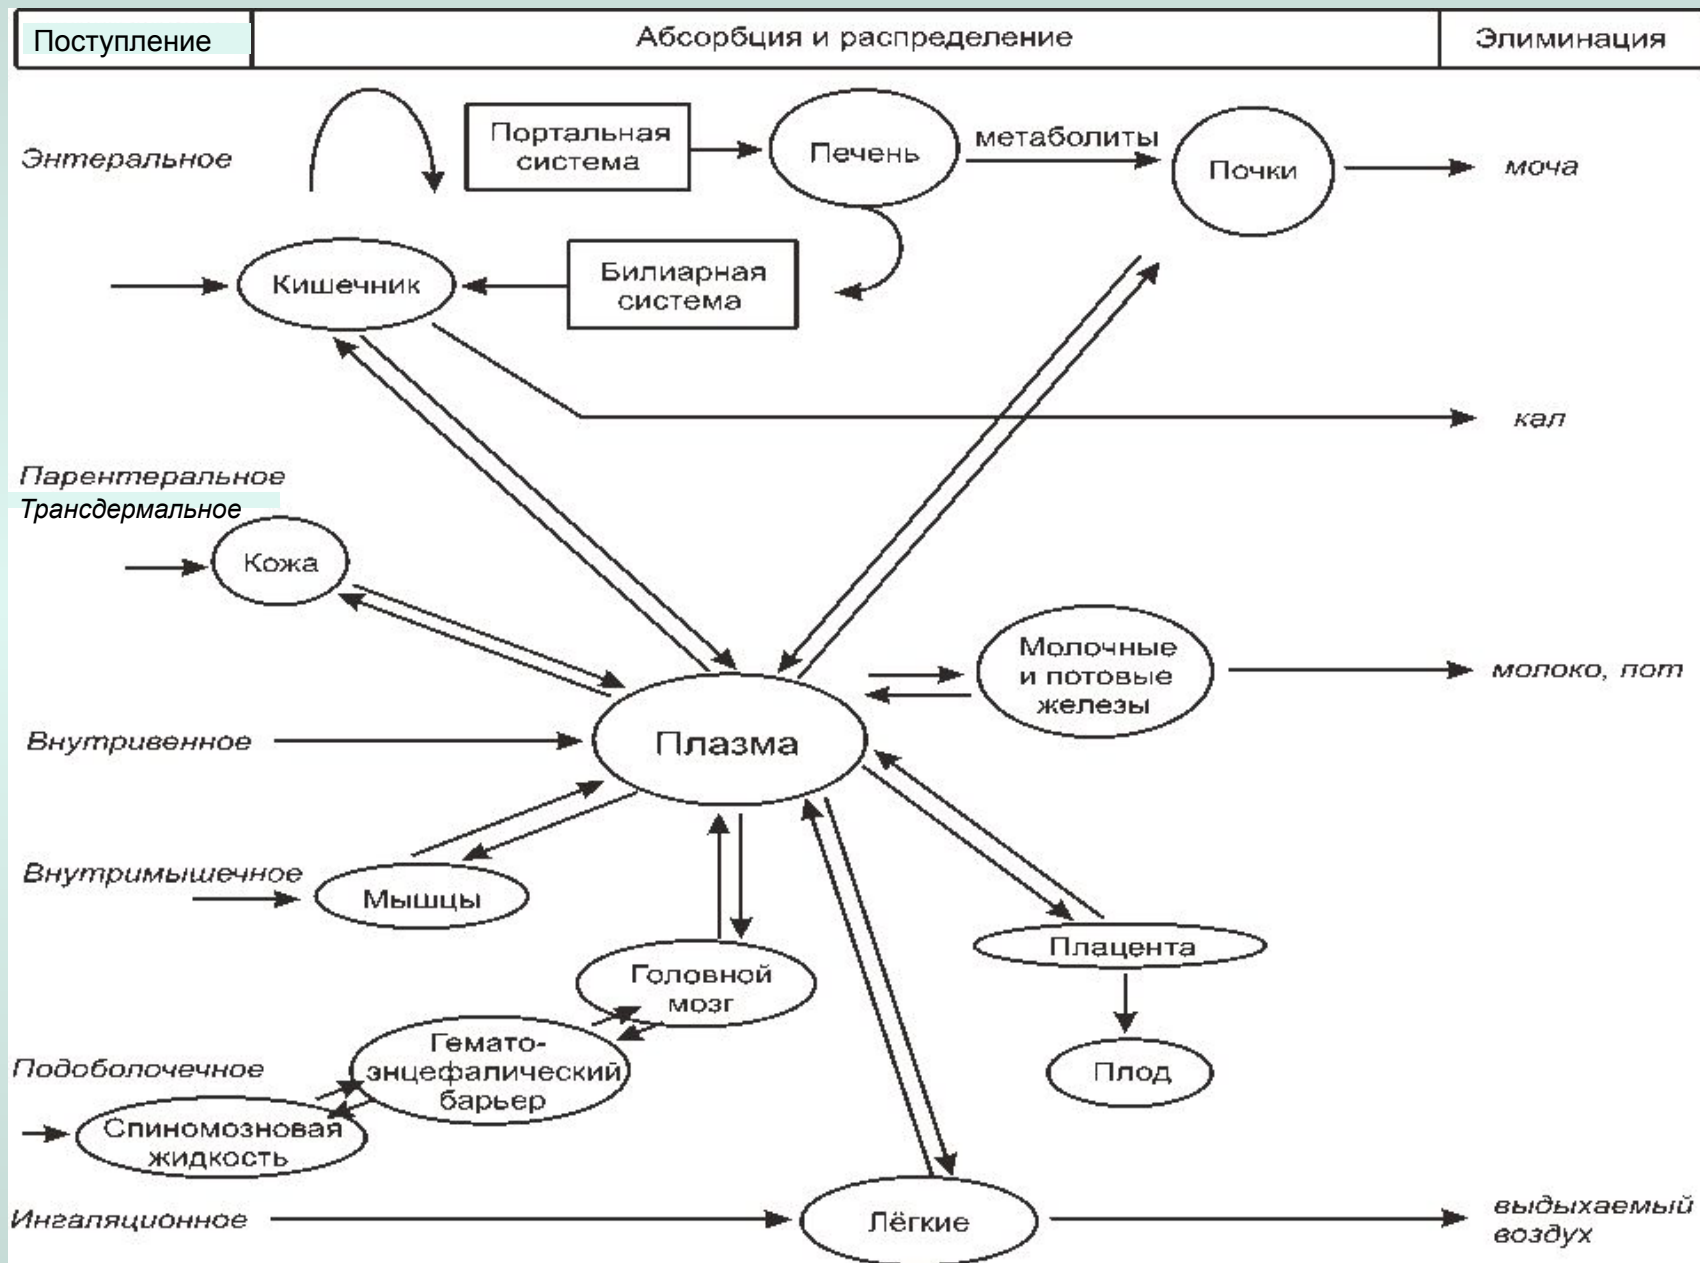 Поступление
Абсорбция и распределение
Элиминация
Энтеральное
Портальная
система
Печень
метаболиты
Почки
моча
Кишечник
Билиарная
система
кал
Парентеральное
Трансдермальное
Кожа
Молочные
и потовые
железы
молоко, пот
Внутривенное
Плазма
Внутримышечное
Мышцы
Плацента
Головной
мозг
Гемато-
энцефалический
барьер
Плод
Подоболочечное
Спиномозновая
жидкость
Ингаляционное
Лёгкие
выдыхаемый
воздух